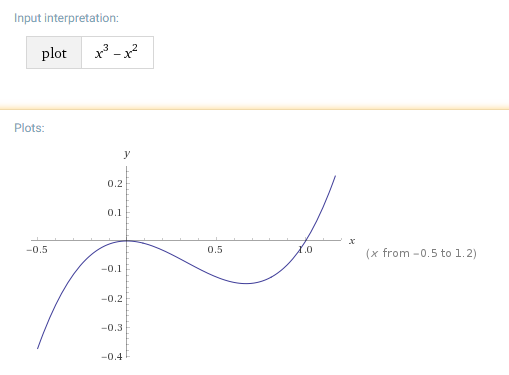 Input interpretation:
plot x³ – x²
Plots:
y
0.2
0.1
x
−0.5 0.5 1.0
(x from −0.5 to 1.2)
−0.1
−0.2
−0.3
−0.4